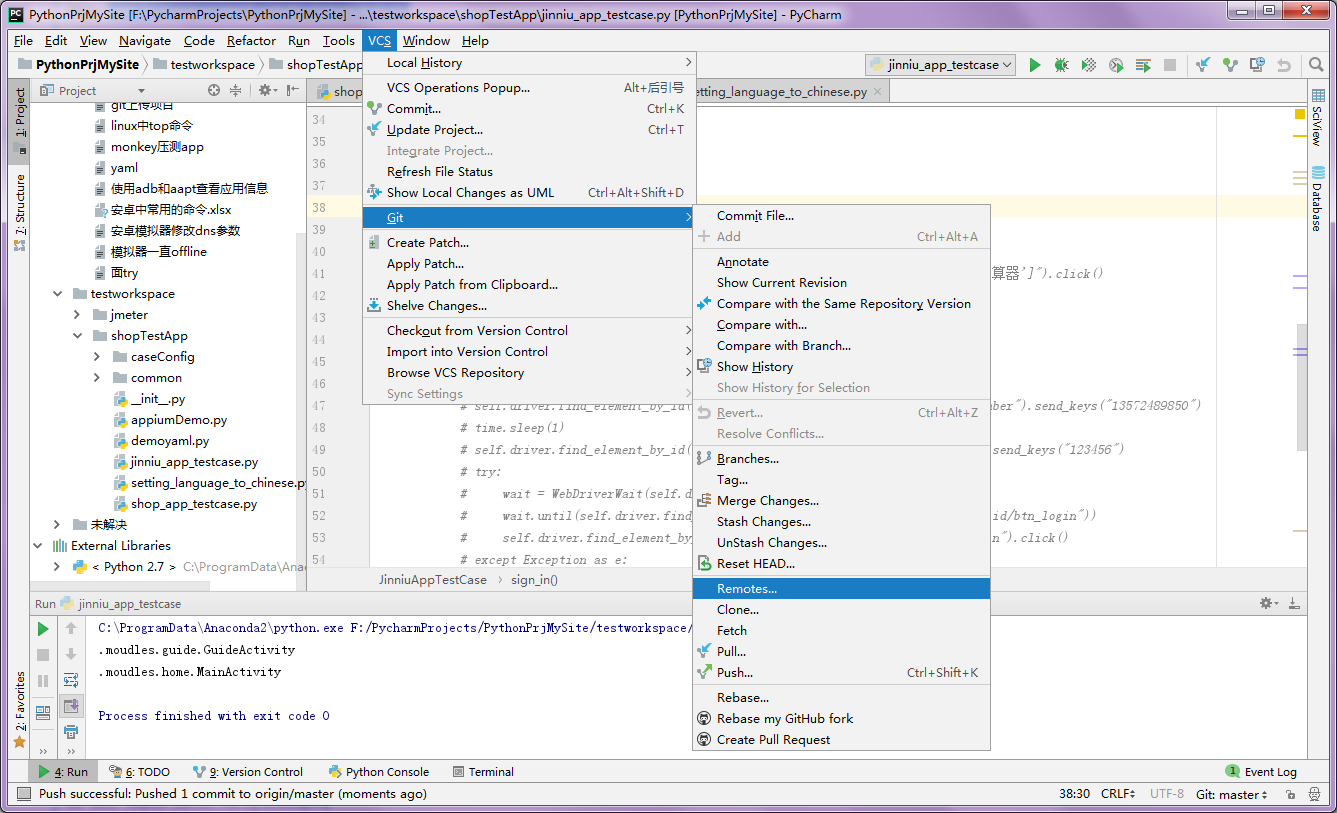 PythonPrjMySite [F:\PycharmProjects\PythonPrjMySite] - ...\testworkspace\shopTestApp\jinniu_app_testcase.py [PythonPrjMySite] - PyCharm
File Edit View Navigate Code Refactor Run Tools VCS Window Help
PythonPrjMySite testworkspace shopTestApp
jinniu_app_testcase
Project
shop
etting_language_to_chinese.py
git上传项目
linux中top命令
monkey压测app
yaml
使用adb和aapt查看应用信息
安卓中常用的命令.xlsx
安卓模拟器修改dns参数
模拟器一直offline
面try
testworkspace
jmeter
shopTestApp
caseConfig
common
__init__.py
appiumDemo.py
demoyaml.py
jinniu_app_testcase.py
setting_language_to_chinese.py
shop_app_testcase.py
未解决
External Libraries
< Python 2.7 > C:\ProgramData\Anac
1: Project
7: Structure
2: Favorites
SciView
Database
Local History
VCS Operations Popup... Alt+后引号
Commit... Ctrl+K
Update Project... Ctrl+T
Integrate Project...
Refresh File Status
Show Local Changes as UML Ctrl+Alt+Shift+D
Git
Create Patch...
Apply Patch...
Apply Patch from Clipboard...
Shelve Changes...
Checkout from Version Control
Import into Version Control
Browse VCS Repository
Sync Settings
Commit File...
Add Ctrl+Alt+A
Annotate
Show Current Revision
Compare with the Same Repository Version
Compare with...
Compare with Branch...
Show History
Show History for Selection
Revert... Ctrl+Alt+Z
Resolve Conflicts...
Branches...
Tag...
Merge Changes...
Stash Changes...
UnStash Changes...
Reset HEAD...
Remotes...
Clone...
Fetch
Pull...
Push... Ctrl+Shift+K
Rebase...
Rebase my GitHub fork
Create Pull Request
34
35
36
37
38
39
40
41 算器']").click()
42
43
44
45
46
47 # self.driver.find_element_by_id( ber").send_keys("13572489850")
48 # time.sleep(1)
49 # self.driver.find_element_by_id( send_keys("123456")
50 # try:
51 # wait = WebDriverWait(self.d
52 # wait.until(self.driver.find_ id/btn_login"))
53 # self.driver.find_element_by n").click()
54 # except Exception as e:
JinniuAppTestCase sign_in()
Run jinniu_app_testcase
C:\ProgramData\Anaconda2\python.exe F:/PycharmProjects/PythonPrjMySite/testworkspace/
.moudles.guide.GuideActivity
.moudles.home.MainActivity
Process finished with exit code 0
4: Run 6: TODO 9: Version Control Python Console Terminal 1 Event Log
Push successful: Pushed 1 commit to origin/master (moments ago) 38:30 CRLF UTF-8 Git: master